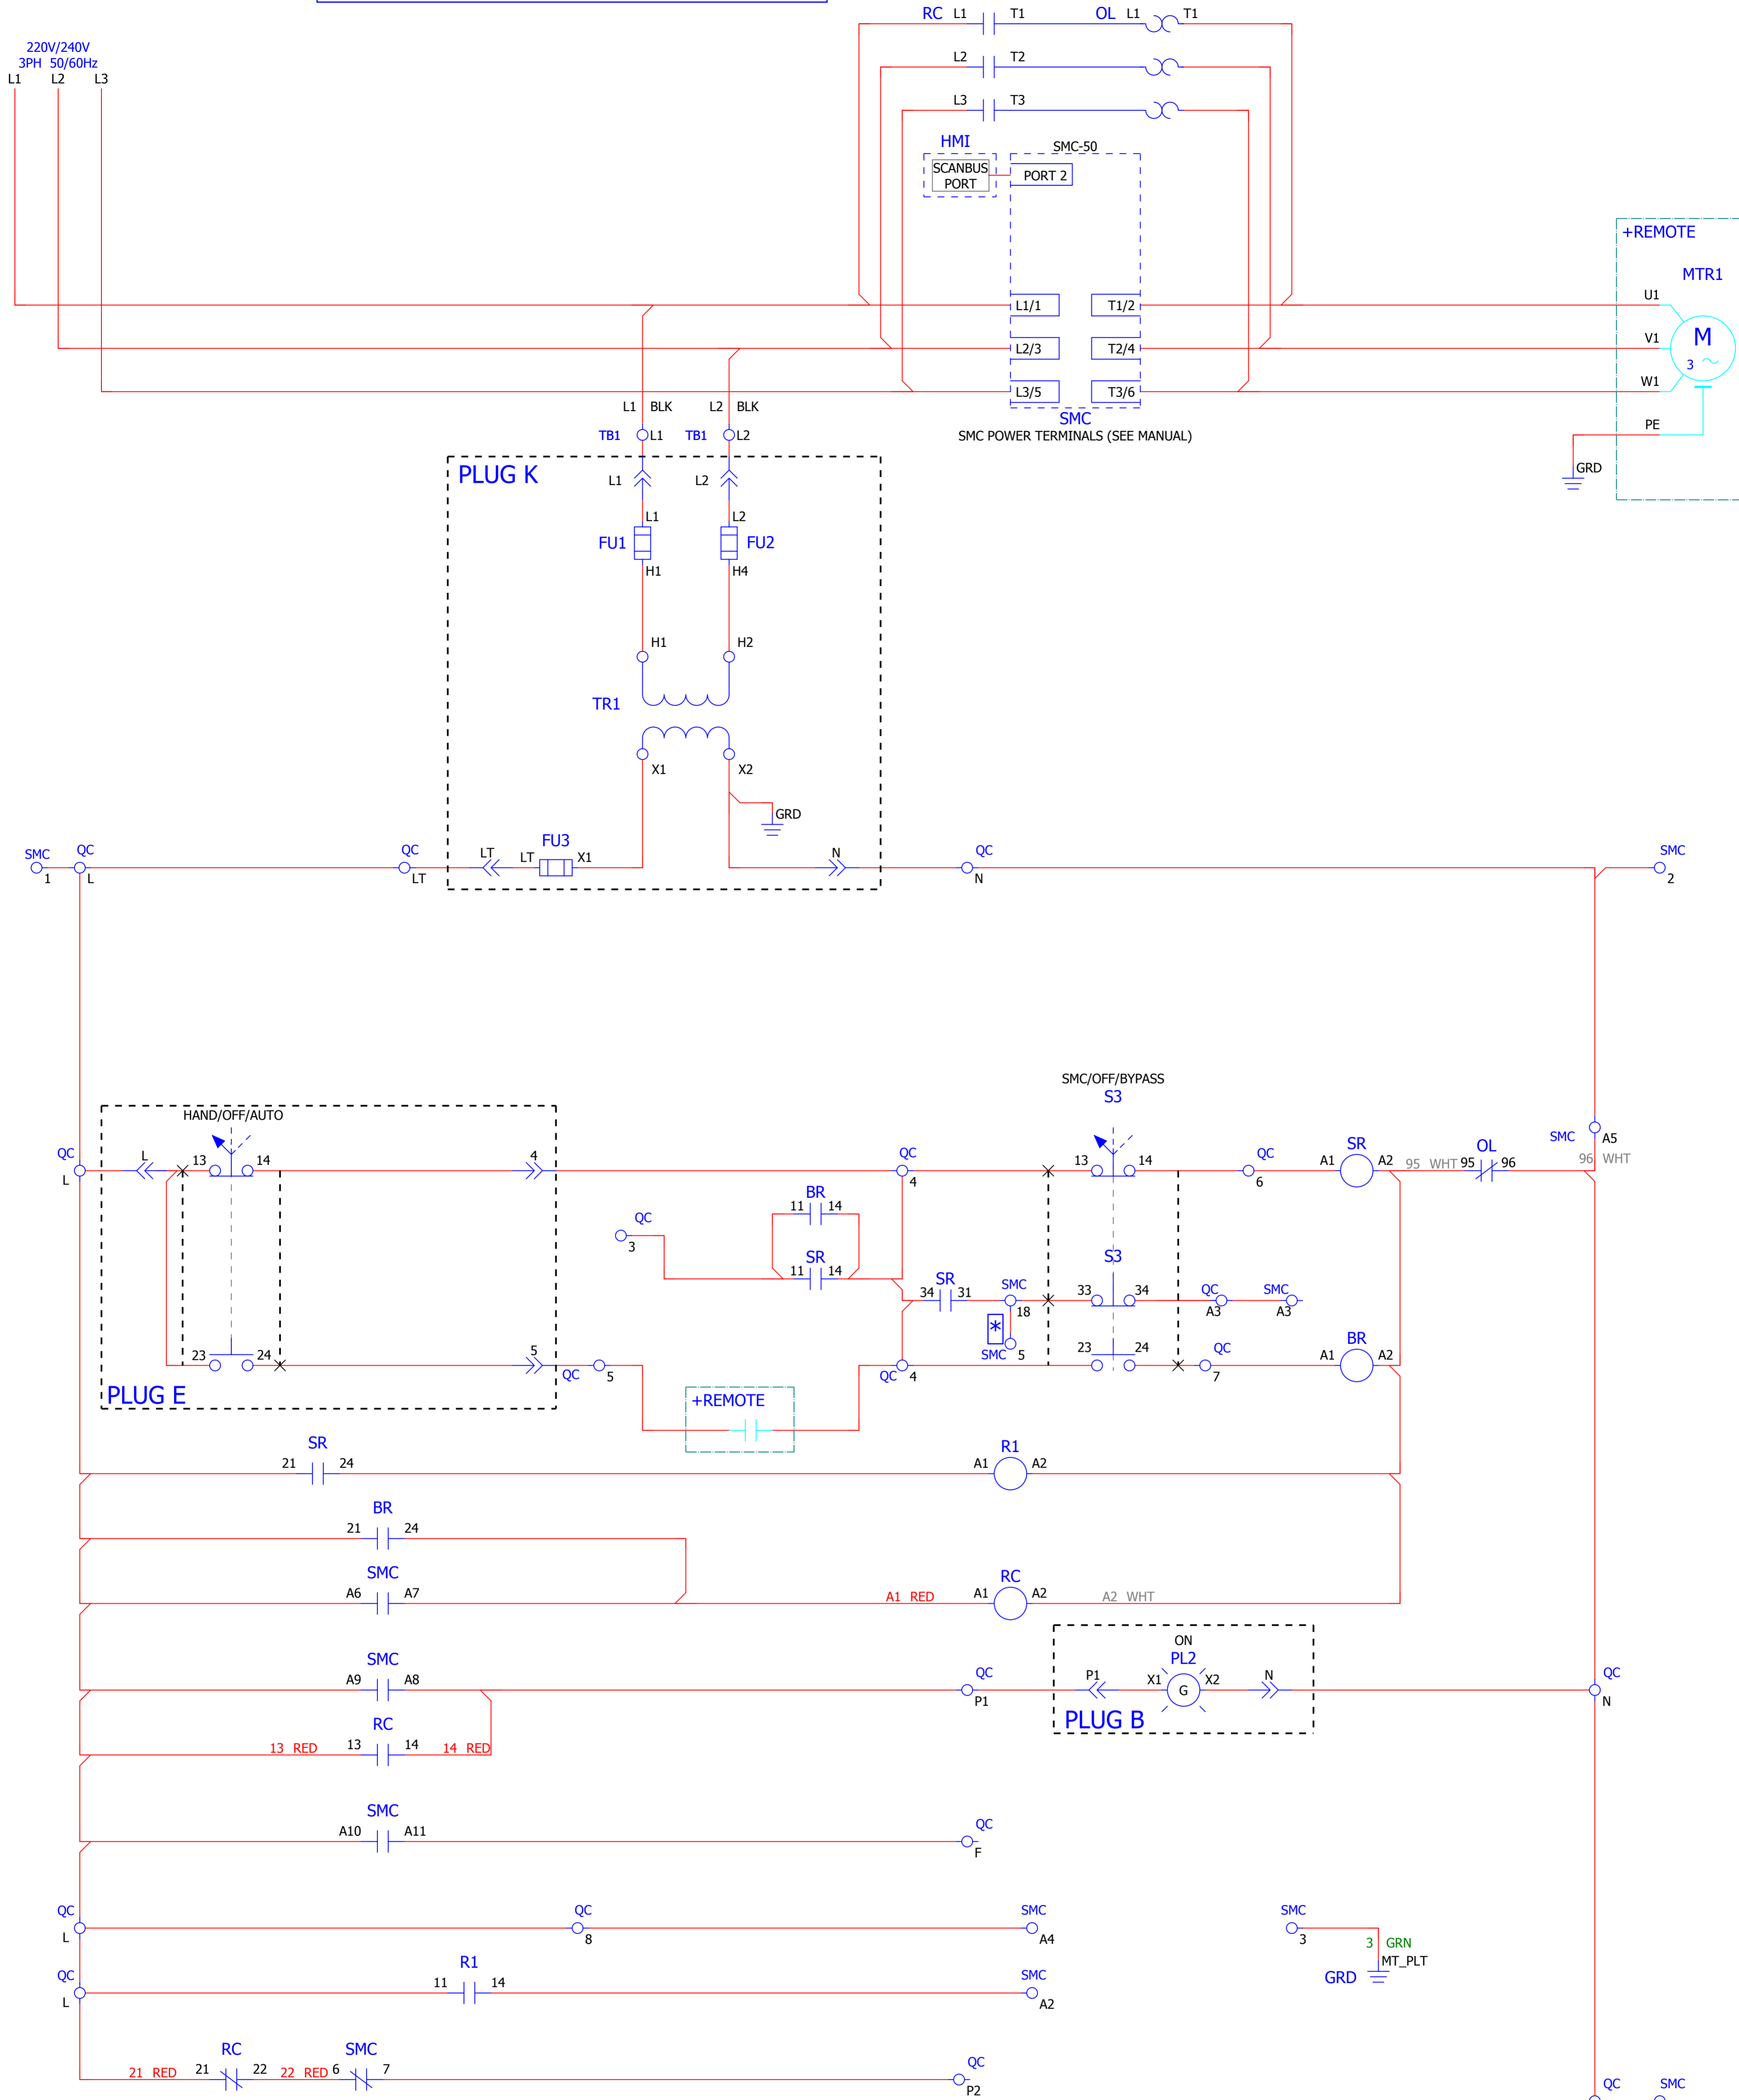 RC L1 T1 OL L1 T1
220V/240V
3PH 50/60Hz
L1 L2 L3
L2 T2
L3 T3
HMI
SMC-50
SCANBUS
PORT
PORT 2
+REMOTE
MTR1
L1/1 T1/2 U1
L2/3 T2/4 V1 M
3
L3/5 T3/6 W1
L1 BLK L2 BLK
SMC
SMC POWER TERMINALS (SEE MANUAL)
PE
TB1 L1 TB1 L2
GRD
PLUG K
L1 L2
L1 L2
FU1 FU2
H1 H4
H1 H2
TR1
X1 X2
GRD
SMC QC QC FU3 QC SMC
LT LT X1 N
1 L LT N 2
SMC/OFF/BYPASS
S3
HAND/OFF/AUTO
QC L 13 14 4 QC 13 14 QC SR OL SMC A5
L 4 6 A1 A2 95 WHT 95 96 96 WHT
BR
11 14
QC
3
SR
11 14
S3
SR
34 31 SMC 33 34 QC SMC
18 A3 A3
*
SMC 5
23 24 5 QC 5 QC 4 23 24 QC 7 A1 BR A2
PLUG E
+REMOTE
SR R1
21 24 A1 A2
BR
21 24
SMC RC
A6 A7 A1 RED A1 A2 A2 WHT
ON
SMC PL2
A9 A8 QC P1 P1 X1 G X2 N QC N
PLUG B
RC
13 RED 13 14 14 RED
SMC
A10 A11 QC
F
QC QC SMC SMC
L 8 A4 3
3 GRN
MT_PLT
GRD
QC R1 SMC
L 11 14 A2
RC SMC
21 RED 21 22 22 RED 6 7 QC
P2
QC SMC